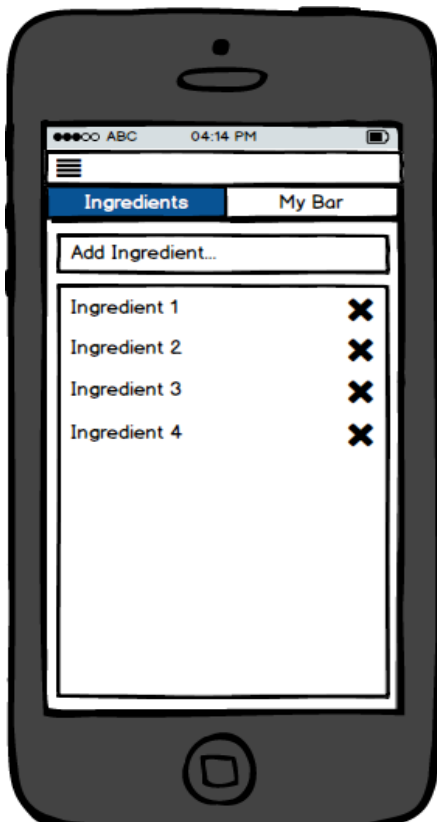 ABC 04:14 PM
Ingredients My Bar
Add Ingredient...
Ingredient 1
Ingredient 2
Ingredient 3
Ingredient 4